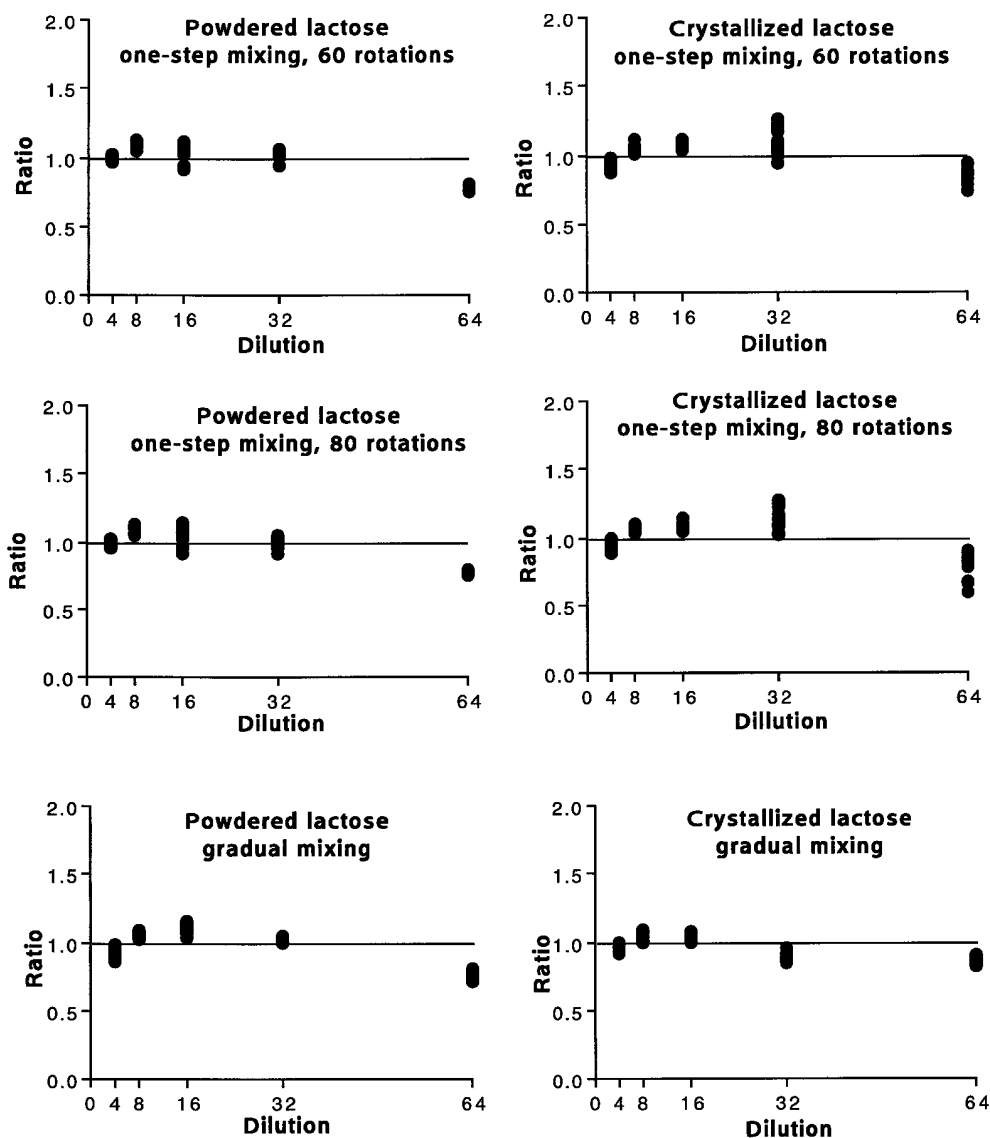 Powdered lactose
one-step mixing, 60 rotations
2.0
1.5
1.0
0.5
0.0
Ratio
0 4 8 16 32 64
Dilution
Crystallized lactose
one-step mixing, 60 rotations
2.0
1.5
1.0
0.5
0.0
Ratio
0 4 8 16 32 64
Dilution
Powdered lactose
one-step mixing, 80 rotations
2.0
1.5
1.0
0.5
0.0
Ratio
0 4 8 16 32 64
Dilution
Crystallized lactose
one-step mixing, 80 rotations
2.0
1.5
1.0
0.5
0.0
Ratio
0 4 8 16 32 64
Dillution
Powdered lactose
gradual mixing
2.0
1.5
1.0
0.5
0.0
Ratio
0 4 8 16 32 64
Dilution
Crystallized lactose
gradual mixing
2.0
1.5
1.0
0.5
0.0
Ratio
0 4 8 16 32 64
Dilution